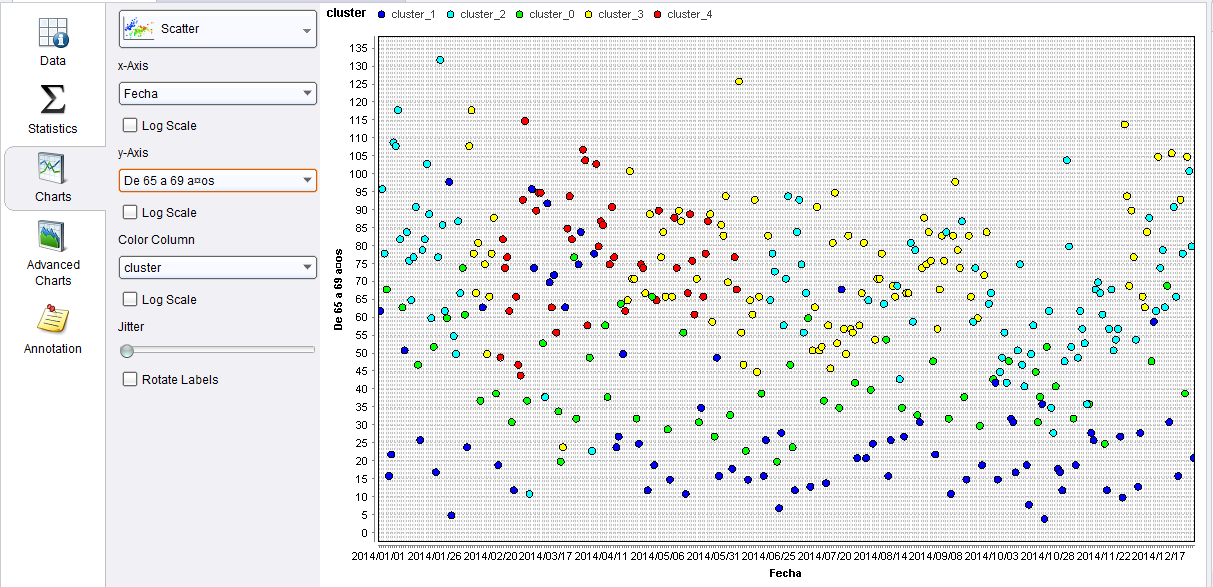 Data
Statistics
Charts
Advanced
Charts
Annotation
Scatter
x-Axis
Fecha
Log Scale
y-Axis
De 65 a 69 a¤os
Log Scale
Color Column
cluster
Log Scale
Jitter
Rotate Labels
cluster cluster_1 cluster_2 cluster_0 cluster_3 cluster_4
135
130
125
120
115
110
105
100
95
90
85
80
75
70
65
60
55
50
45
40
35
30
25
20
15
10
5
0
De 65 a 69 a¤os
2014/01/01 2014/01/26 2014/02/20 2014/03/17 2014/04/11 2014/05/06 2014/05/31 2014/06/25 2014/07/20 2014/08/14 2014/09/08 2014/10/03 2014/10/28 2014/11/22 2014/12/17
Fecha